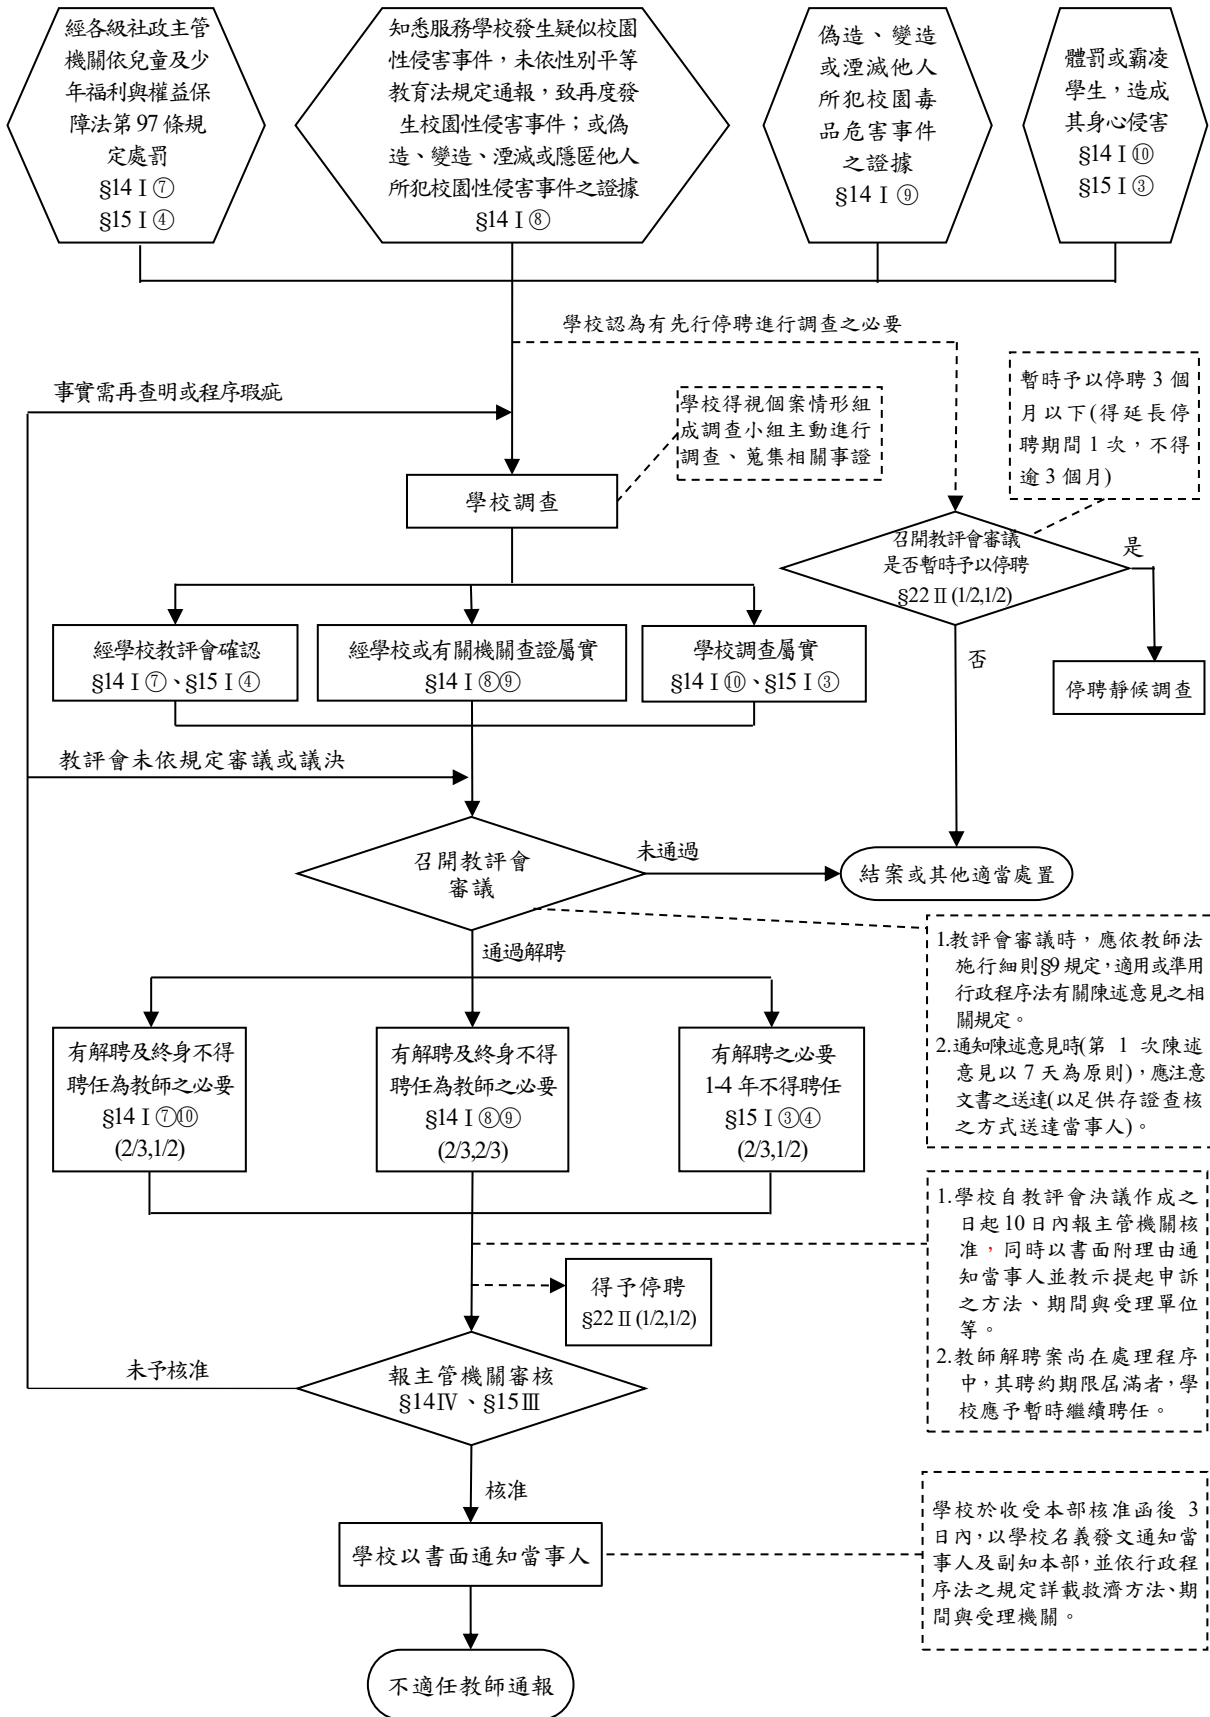 經各級社政主管
機關依兒童及少
年福利與權益保
障法第 97 條規
定處罰
§14 I ⑦
§15 I ④
知悉服務學校發生疑似校園
性侵害事件，未依性別平等
教育法規定通報，致再度發
生校園性侵害事件；或偽
造、變造、湮滅或隱匿他人
所犯校園性侵害事件之證據
§14 I ⑧
偽造、變造
或湮滅他人
所犯校園毒
品危害事件
之證據
§14 I ⑨
體罰或霸凌
學生，造成
其身心侵害
§14 I ⑩
§15 I ③
學校認為有先行停聘進行調查之必要
事實需再查明或程序瑕疵
學校得視個案情形組
成調查小組主動進行
調查、蒐集相關事證
暫時予以停聘 3 個
月以下(得延長停
聘期間 1 次，不得
逾 3 個月)
學校調查
召開教評會審議
是否暫時予以停聘
§22 II (1/2,1/2)
是
否
停聘靜候調查
經學校教評會確認
§14 I ⑦、§15 I ④
經學校或有關機關查證屬實
§14 I ⑧⑨
學校調查屬實
§14 I ⑩、§15 I ③
教評會未依規定審議或議決
召開教評會
審議
未通過
結案或其他適當處置
通過解聘
1.教評會審議時，應依教師法
施行細則§9 規定，適用或準用
行政程序法有關陳述意見之相
關規定。
2.通知陳述意見時(第 1 次陳述
意見以 7 天為原則)，應注意
文書之送達(以足供存證查核
之方式送達當事人)。
有解聘及終身不得
聘任為教師之必要
§14 I ⑦⑩
(2/3,1/2)
有解聘及終身不得
聘任為教師之必要
§14 I ⑧⑨
(2/3,2/3)
有解聘之必要
1-4 年不得聘任
§15 I ③④
(2/3,1/2)
1.學校自教評會決議作成之
日起 10 日內報主管機關核
准，同時以書面附理由通
知當事人並教示提起申訴
之方法、期間與受理單位
等。
2.教師解聘案尚在處理程序
中，其聘約期限屆滿者，學
校應予暫時繼續聘任。
得予停聘
§22 II (1/2,1/2)
未予核准
報主管機關審核
§14IV、§15III
核准
學校以書面通知當事人
學校於收受本部核准函後 3
日內，以學校名義發文通知當
事人及副知本部，並依行政程
序法之規定詳載救濟方法、期
間與受理機關。
不適任教師通報